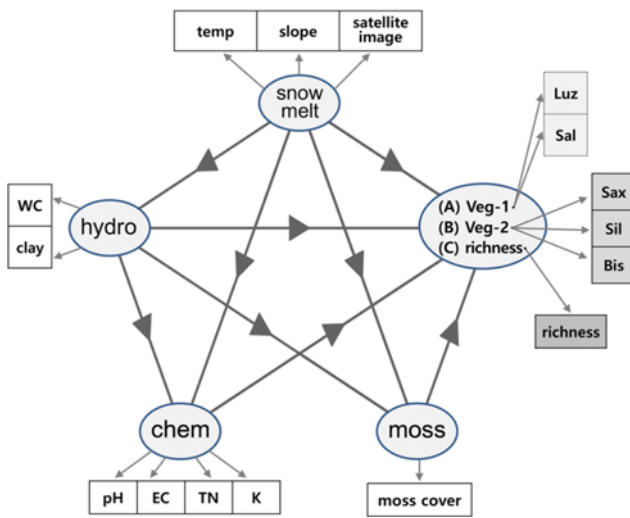 temp
slope
satellite
image
snow
melt
Luz
Sal
WC
clay
hydro
(A) Veg-1
(B) Veg-2
(C) richness
Sax
Sil
Bis
richness
chem
moss
pH
EC
TN
K
moss cover